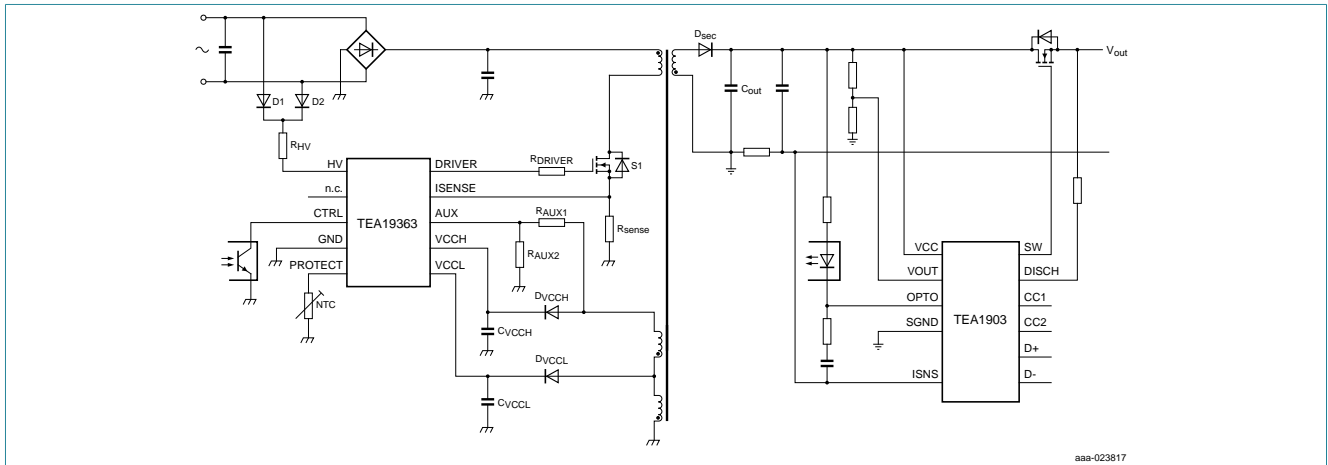 Dsec
Vout
D1
D2
Cout
RHV
HV
DRIVER
RDRIVER
S1
n.c.
ISENSE
CTRL
TEA19363
AUX
RAUX1
Rsense
GND
VCCH
RAUX2
PROTECT
VCCL
NTC
DVCCH
CVCCH
DVCCL
CVCCL
VCC
SW
VOUT
DISCH
OPTO
CC1
TEA1903
SGND
CC2
D+
ISNS
D-
aaa-023817